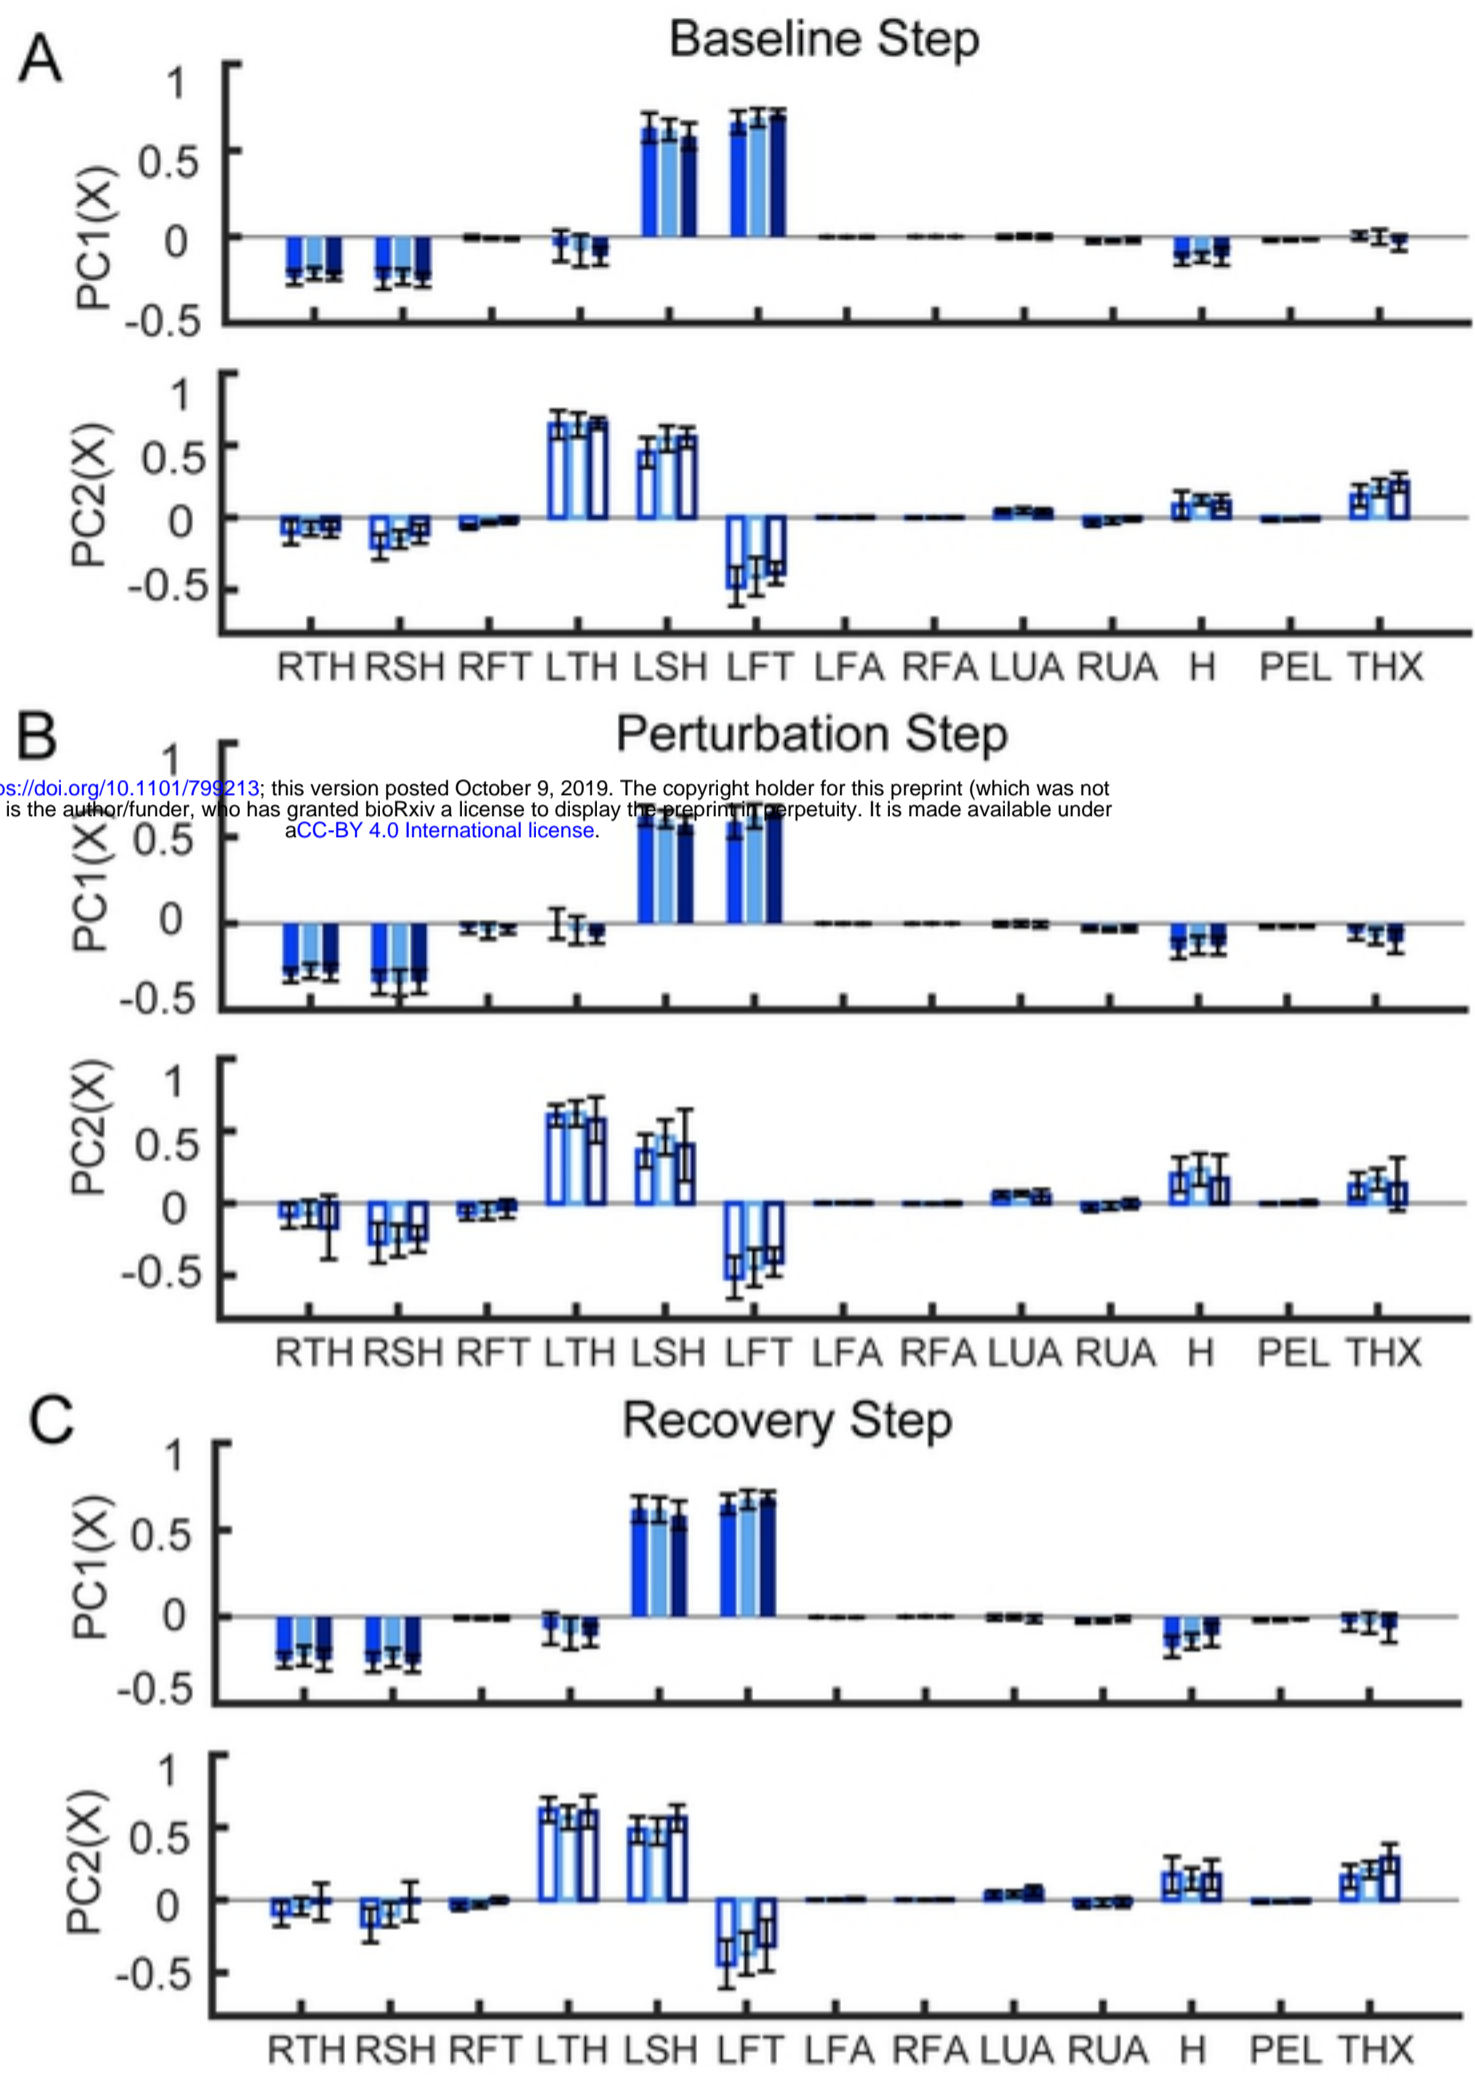 A
Baseline Step
1
0.5
0
-0.5
PC1(X)
1
0.5
0
-0.5
PC2(X)
RTH RSH RFT LTH LSH LFT LFA RFA LUA RUA H PEL THX
B
Perturbation Step
1
os://doi.org/10.1101/799213; this version posted October 9, 2019. The copyright holder for this preprint (which was not
is the author/funder, who has granted bioRxiv a license to display the preprint in perpetuity. It is made available under
aCC-BY 4.0 International license.
0.5
0
-0.5
PC1(X)
1
0.5
0
-0.5
PC2(X)
RTH RSH RFT LTH LSH LFT LFA RFA LUA RUA H PEL THX
C
Recovery Step
1
0.5
0
-0.5
PC1(X)
1
0.5
0
-0.5
PC2(X)
RTH RSH RFT LTH LSH LFT LFA RFA LUA RUA H PEL THX